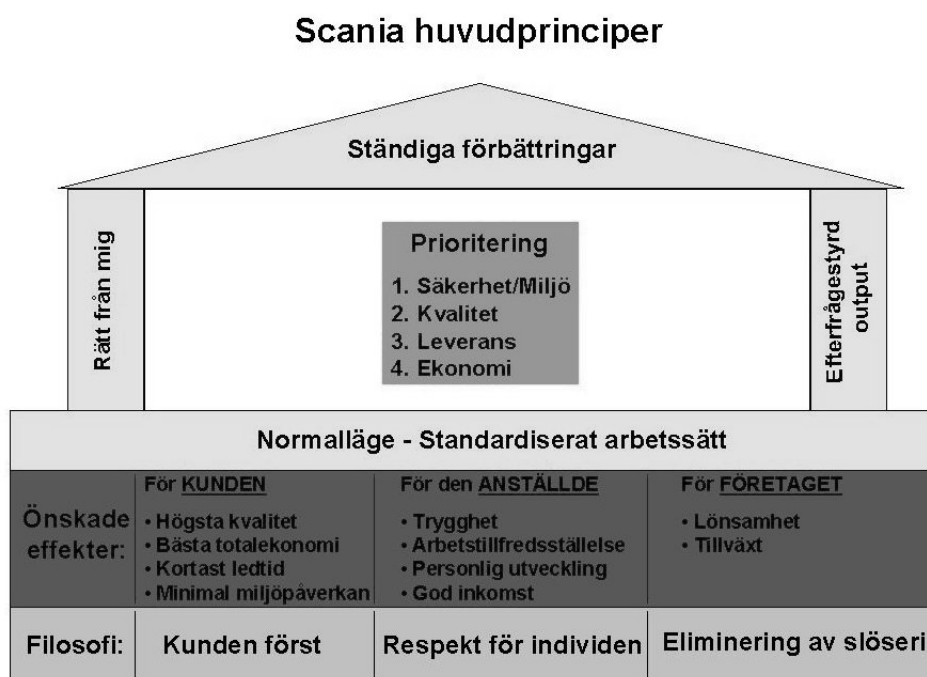 Scania huvudprinciper
Ständiga förbättringar
Rätt från mig
Prioritering
1. Säkerhet/Miljö
2. Kvalitet
3. Leverans
4. Ekonomi
Efterfrågestyrd
output
Normalläge - Standardiserat arbetssätt
Önskade
effekter:
För KUNDEN
• Högsta kvalitet
• Bästa totalekonomi
• Kortast ledtid
• Minimal miljöpåverkan
För den ANSTÄLLDE
• Trygghet
• Arbetstillfredsställelse
• Personlig utveckling
• God inkomst
För FÖRETAGET
• Lönsamhet
• Tillväxt
Filosofi:
Kunden först
Respekt för individen
Eliminering av slöseri